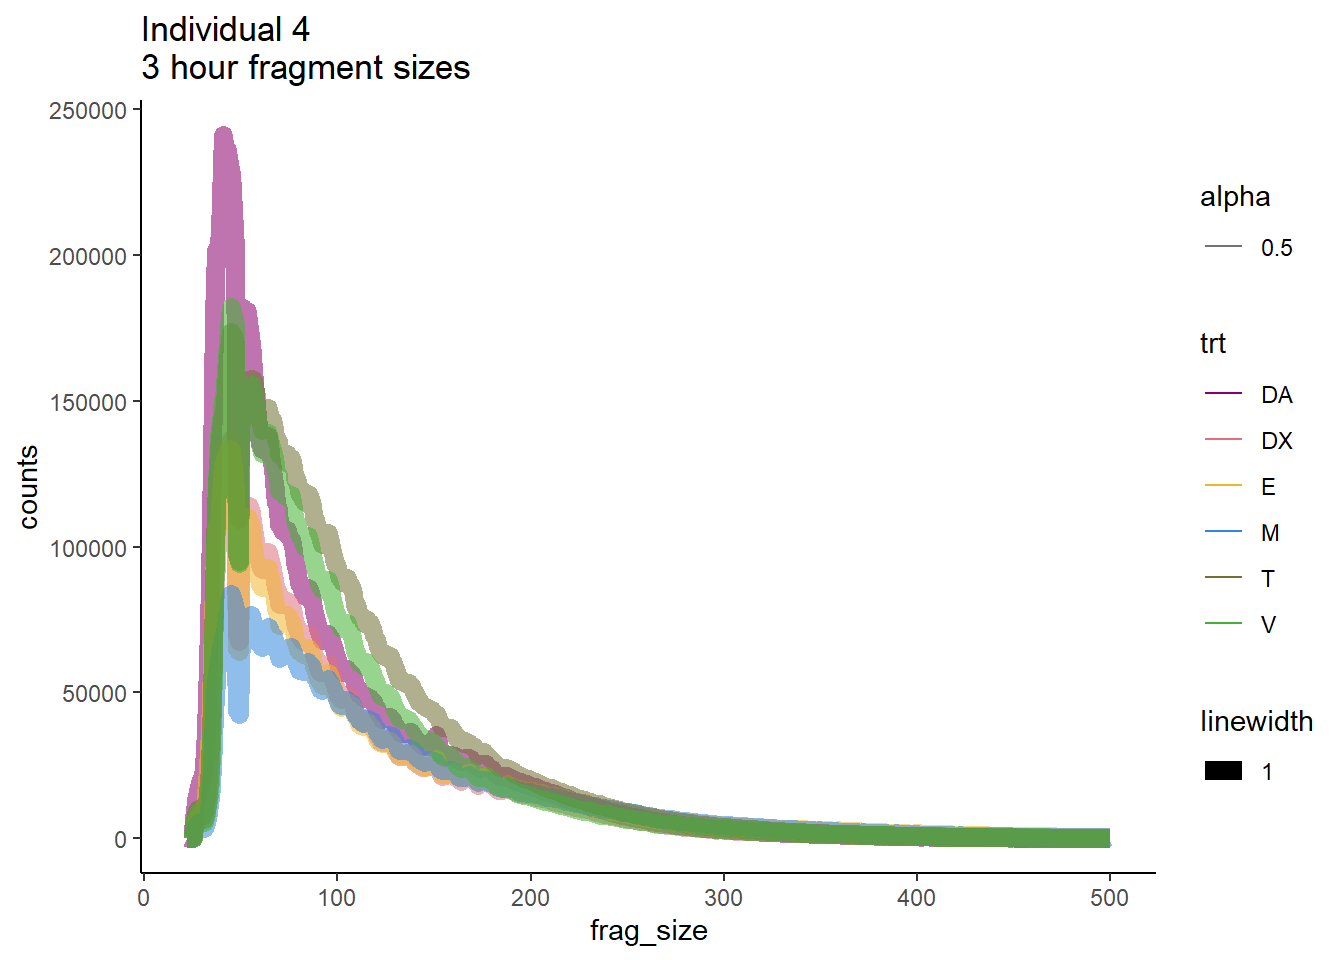 Individual 4
3 hour fragment sizes
250000
200000
150000
100000
50000
0
counts
0 100 200 300 400 500
frag_size
alpha
0.5
trt
DA
DX
E
M
T
V
linewidth
1